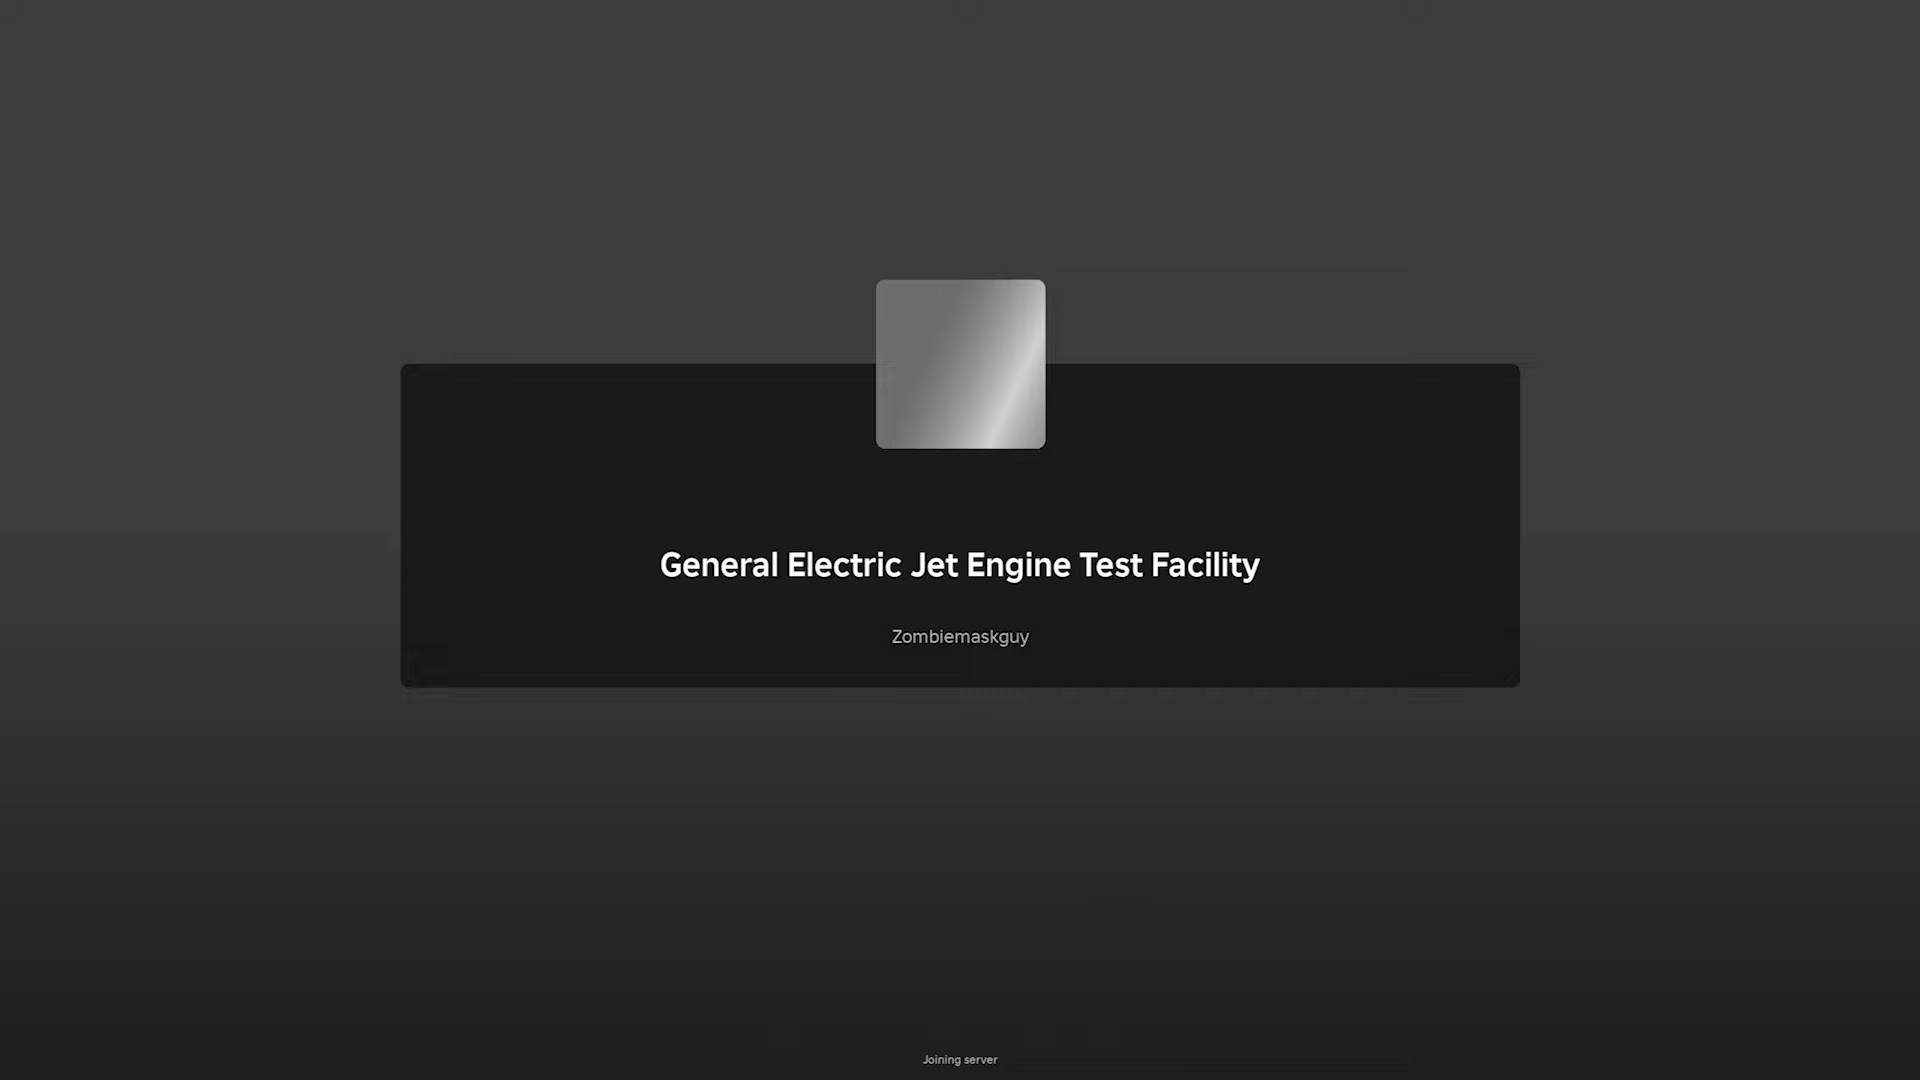 General Electric Jet Engine Test Facility
Zombiemaskguy
Joining server